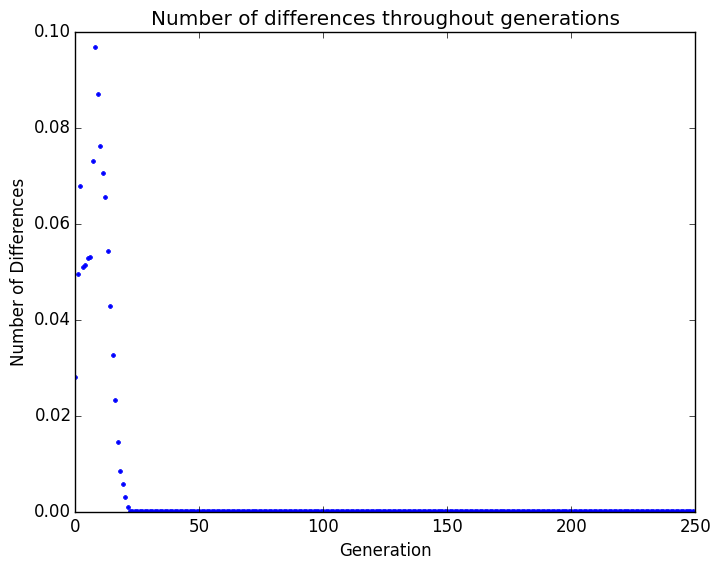 Number of differences throughout generations
0.10
0.08
0.06
0.04
0.02
0.00
Number of Differences
0 50 100 150 200 250
Generation